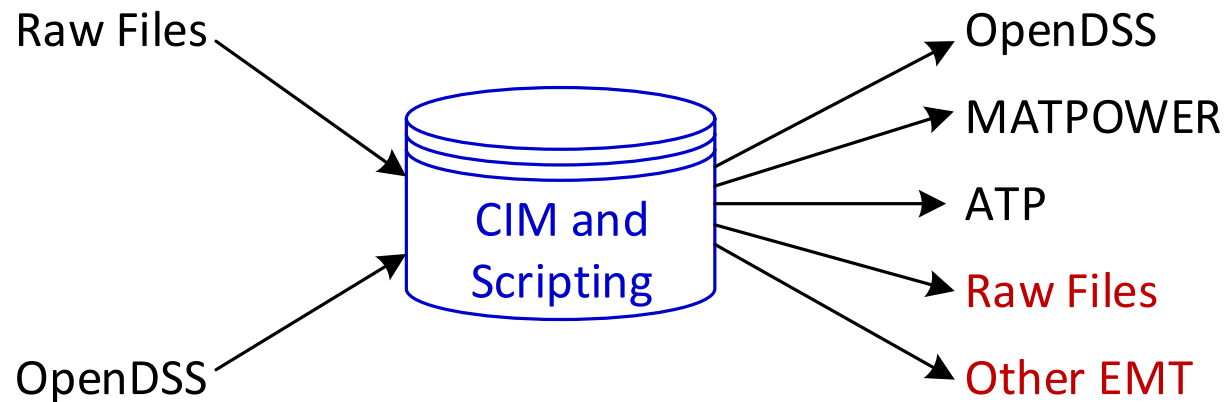 Raw Files
OpenDSS
CIM and
Scripting
OpenDSS
MATPOWER
ATP
Raw Files
Other EMT